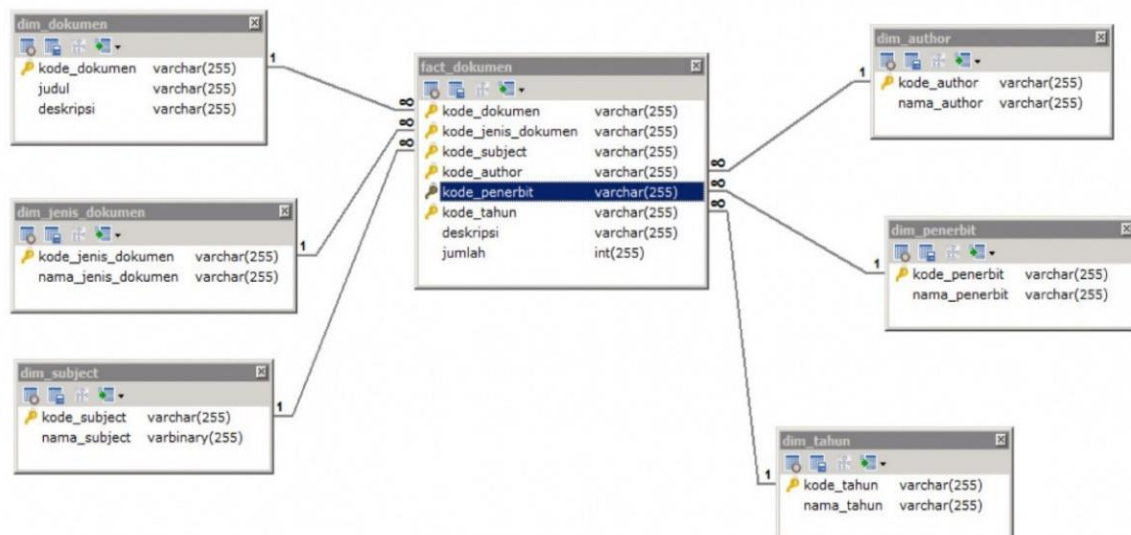 dim_dokumen
kode_dokumen varchar(255)
judul varchar(255)
deskripsi varchar(255)
1
dim_jenis_dokumen
kode_jenis_dokumen varchar(255)
nama_jenis_dokumen varchar(255)
1
dim_subject
kode_subject varchar(255)
nama_subject varbinary(255)
1
fact_dokumen
kode_dokumen varchar(255)
kode_jenis_dokumen varchar(255)
kode_subject varchar(255)
kode_author varchar(255)
kode_penerbit varchar(255)
kode_tahun varchar(255)
deskripsi varchar(255)
jumlah int(255)
∞
∞
∞
∞
∞
∞
dim_author
kode_author varchar(255)
nama_author varchar(255)
1
dim_penerbit
kode_penerbit varchar(255)
nama_penerbit varchar(255)
1
dim_tahun
kode_tahun varchar(255)
nama_tahun varchar(255)
1